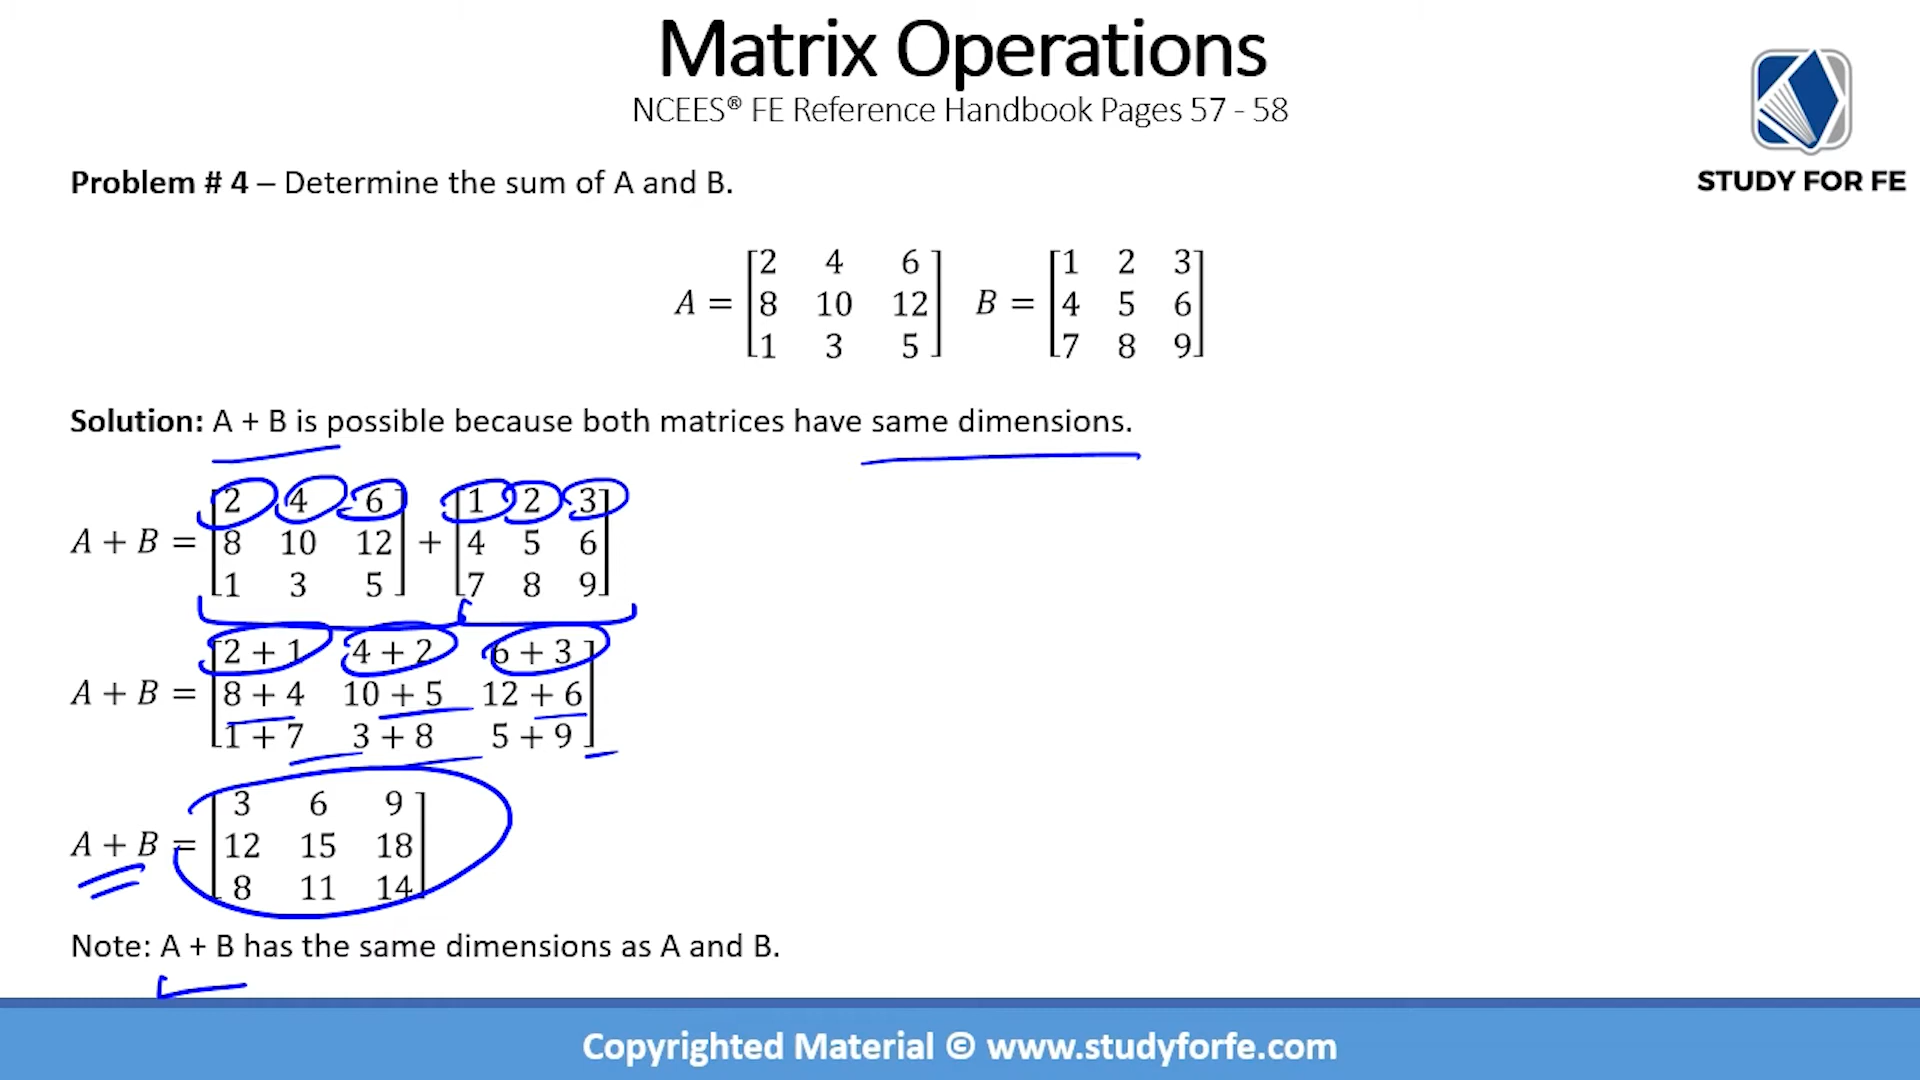 Matrix Operations
NCEES® FE Reference Handbook Pages 57 - 58
STUDY FOR FE
Problem # 4 – Determine the sum of A and B.
A = [2 4 6
8 10 12
1 3 5] B = [1 2 3
4 5 6
7 8 9]
Solution: A + B is possible because both matrices have same dimensions.
A + B = [2 4 6
8 10 12
1 3 5] + [1 2 3
4 5 6
7 8 9]
A + B = [2 + 1 4 + 2 6 + 3
8 + 4 10 + 5 12 + 6
1 + 7 3 + 8 5 + 9]
A + B = [3 6 9
12 15 18
8 11 14]
Note: A + B has the same dimensions as A and B.
Copyrighted Material © www.studyforfe.com